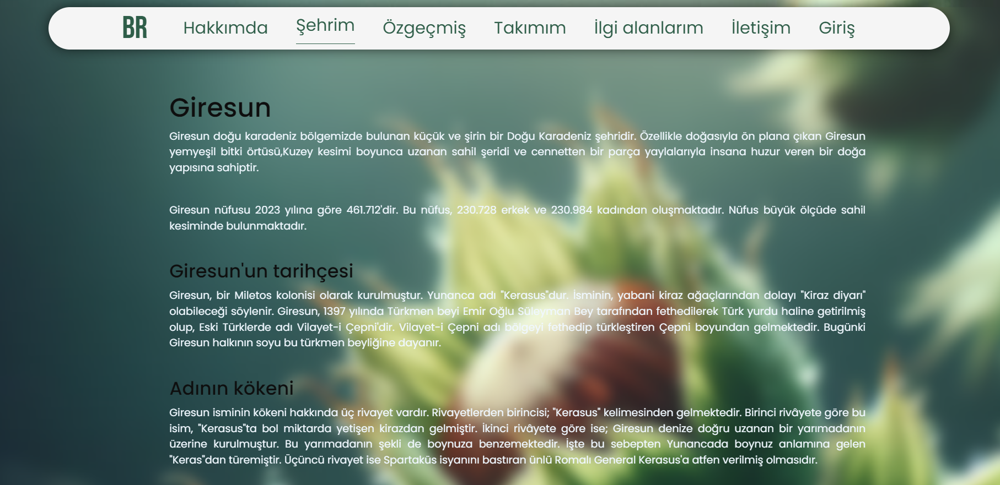 BR Hakkımda Şehrim Özgeçmiş Takımım İlgi alanlarım İletişim Giriş
Giresun
Giresun doğu karadeniz bölgemizde bulunan küçük ve şirin bir Doğu Karadeniz şehridir. Özellikle doğasıyla ön plana çıkan Giresun
yemyeşil bitki örtüsü,Kuzey kesimi boyunca uzanan sahil şeridi ve cennetten bir parça yaylalarıyla insana huzur veren bir doğa
yapısına sahiptir.
Giresun nüfusu 2023 yılına göre 461.712'dir. Bu nüfus, 230.728 erkek ve 230.984 kadından oluşmaktadır. Nüfus büyük ölçüde sahil
kesiminde bulunmaktadır.
Giresun'un tarihçesi
Giresun, bir Miletos kolonisi olarak kurulmuştur. Yunanca adı "Kerasus"dur. İsminin, yabani kiraz ağaçlarından dolayı "Kiraz diyarı"
olabileceği söylenir. Giresun, 1397 yılında Türkmen beyi Emir Oğlu Süleyman Bey tarafından fethedilerek Türk yurdu haline getirilmiş
olup, Eski Türklerde adı Vilayet-i Çepni'dir. Vilayet-i Çepni adı bölgeyi fethedip türkleştiren Çepni boyundan gelmektedir. Bugünki
Giresun halkının soyu bu türkmen beyliğine dayanır.
Adının kökeni
Giresun isminin kökeni hakkında üç rivayet vardır. Rivayetlerden birincisi; "Kerasus" kelimesinden gelmektedir. Birinci rivâyete göre bu
isim, "Kerasus"ta bol miktarda yetişen kirazdan gelmiştir. İkinci rivâyete göre ise; Giresun denize doğru uzanan bir yarımadanın
üzerine kurulmuştur. Bu yarımadanın şekli de boynuza benzemektedir. İşte bu sebepten Yunancada boynuz anlamına gelen
"Keras"dan türemiştir. Üçüncü rivayet ise Spartaküs isyanını bastıran ünlü Romalı General Kerasus'a atfen verilmiş olmasıdır.